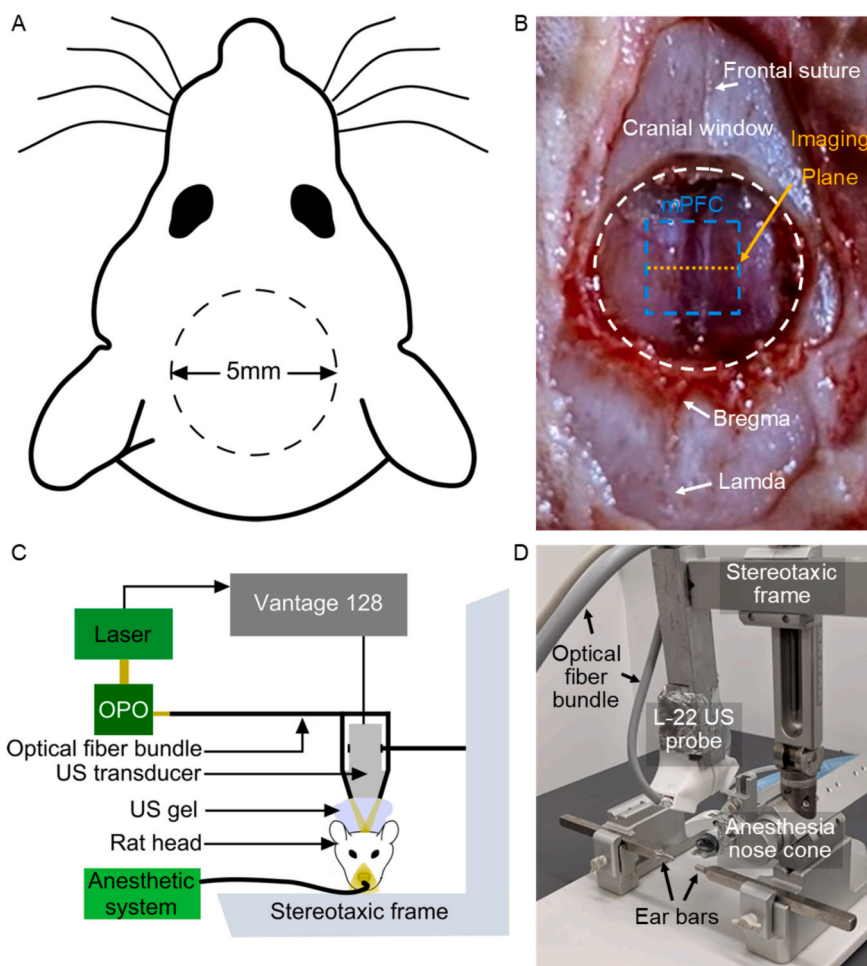 A
5mm
B
Frontal suture
Cranial window
Imaging
Plane
mPFC
Bregma
Lamda
C
Vantage 128
Laser
OPO
Optical fiber bundle
US transducer
US gel
Rat head
Anesthetic
system
Stereotaxic frame
D
Stereotaxic
frame
Optical
fiber
bundle
L-22 US
probe
Anesthesia
nose cone
Ear bars